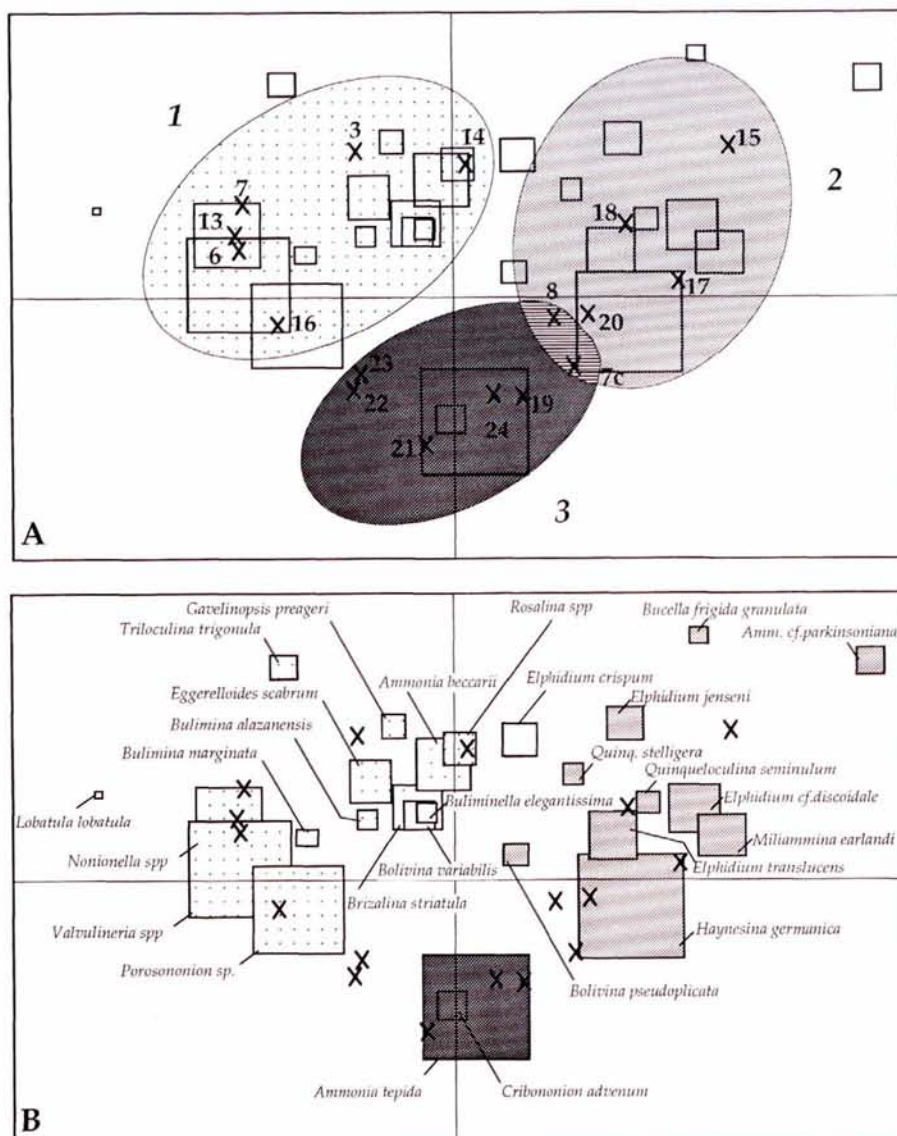 1
3
14
15
2
7
18
13
6
17
8
20
16
7c
23
22
19
24
21
3
A
Gavelinopsis preageri
Rosalina spp
Bucella frigida granulata
Triloculina trigonula
Amm. cf.parkinsoniana
Eggerelloides scabrum
Ammonia beccarii
Elphidium crispum
Elphidium jenseni
Bulimina alazanensis
Quinq. stelligera
Bulimina marginata
Quinqueloculina seminulum
Lobatula lobatula
Buliminella elegantissima
Elphidium cf.discoidale
Nonionella spp
Miliammina earlandi
Bolivina variabilis
Elphidium translucens
Brizalina striatula
Valvulineria spp
Haynesina germanica
Porosononion sp.
Bolivina pseudoplicata
Ammonia tepida
Cribononion advenum
B